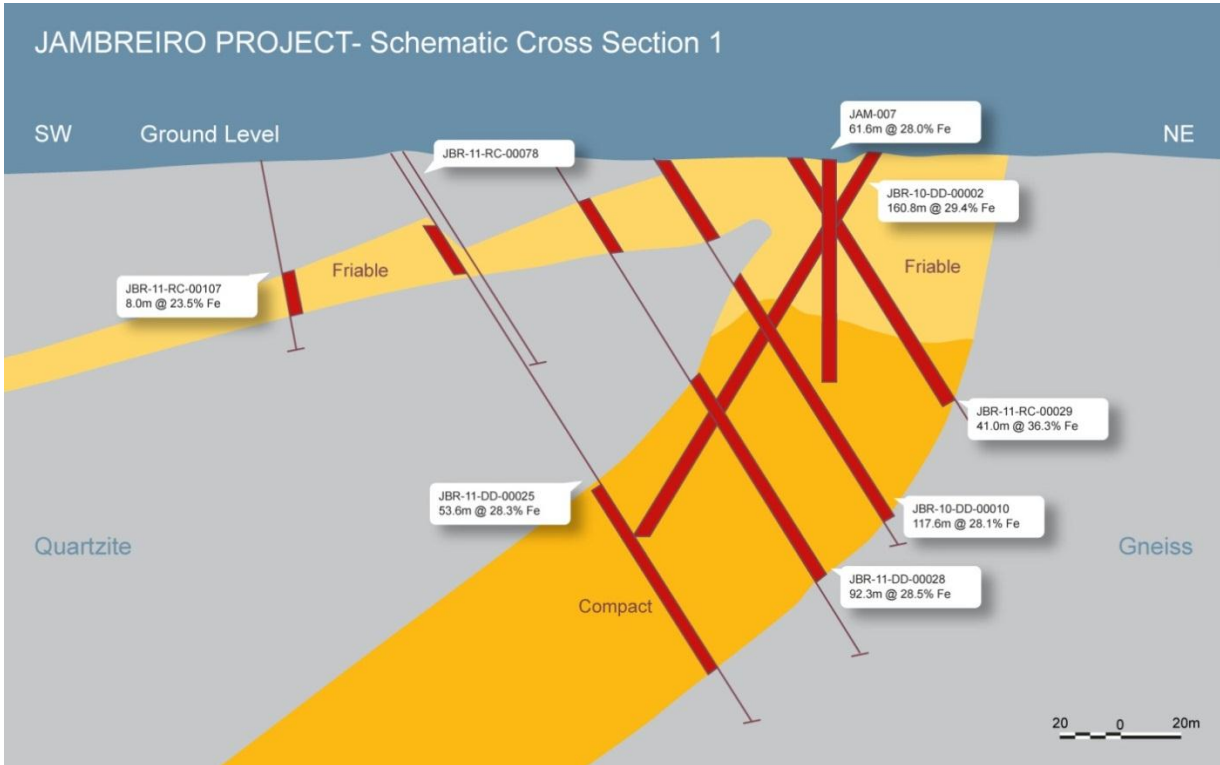 JAMBREIRO PROJECT- Schematic Cross Section 1
SW
Ground Level
NE
JAM-007
61.6m @ 28.0% Fe
JBR-11-RC-00078
JBR-10-DD-00002
160.8m @ 29.4% Fe
Friable
Friable
JBR-11-RC-00107
8.0m @ 23.5% Fe
JBR-11-RC-00029
41.0m @ 36.3% Fe
JBR-11-DD-00025
53.6m @ 28.3% Fe
JBR-10-DD-00010
117.6m @ 28.1% Fe
Quartzite
Gneiss
JBR-11-DD-00028
92.3m @ 28.5% Fe
Compact
20 0 20m